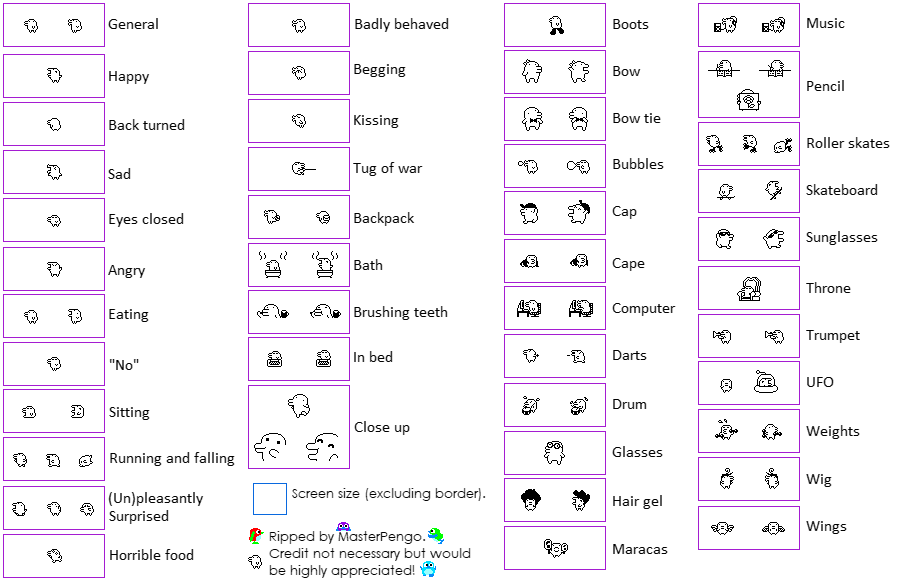 General
Happy
Back turned
Sad
Eyes closed
Angry
Eating
"No"
Sitting
Running and falling
(Un)pleasantly
Surprised
Horrible food
Badly behaved
Begging
Kissing
Tug of war
Backpack
Bath
Brushing teeth
In bed
Close up
Screen size (excluding border).
Ripped by MasterPengo.
Credit not necessary but would
be highly appreciated!
Boots
Bow
Bow tie
Bubbles
Cap
Cape
Computer
Darts
Drum
Glasses
Hair gel
Maracas
Music
Pencil
Roller skates
Skateboard
Sunglasses
Throne
Trumpet
UFO
Weights
Wig
Wings